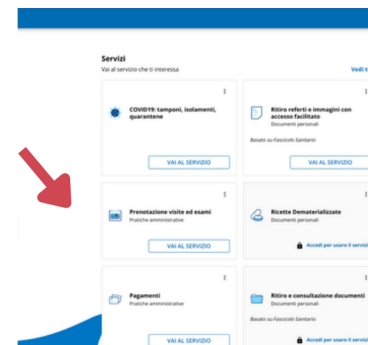 Servizi
Vai al servizio che ti interessa
Vedi t
COVID19: tamponi, isolamenti,
quarantene
VAI AL SERVIZIO
Ritiro referti e immagini con
accesso facilitato
Documenti personali
Basato su Fascicolo Sanitario
VAI AL SERVIZIO
Prenotazione visite ed esami
Pratiche amministrative
VAI AL SERVIZIO
Ricette Dematerializzate
Documenti personali
Accedi per usare il servizi
Pagamenti
Pratiche amministrative
VAI AL SERVIZIO
Ritiro e consultazione documenti
Documenti personali
Basato su Fascicolo Sanitario
Accedi per usare il servizi